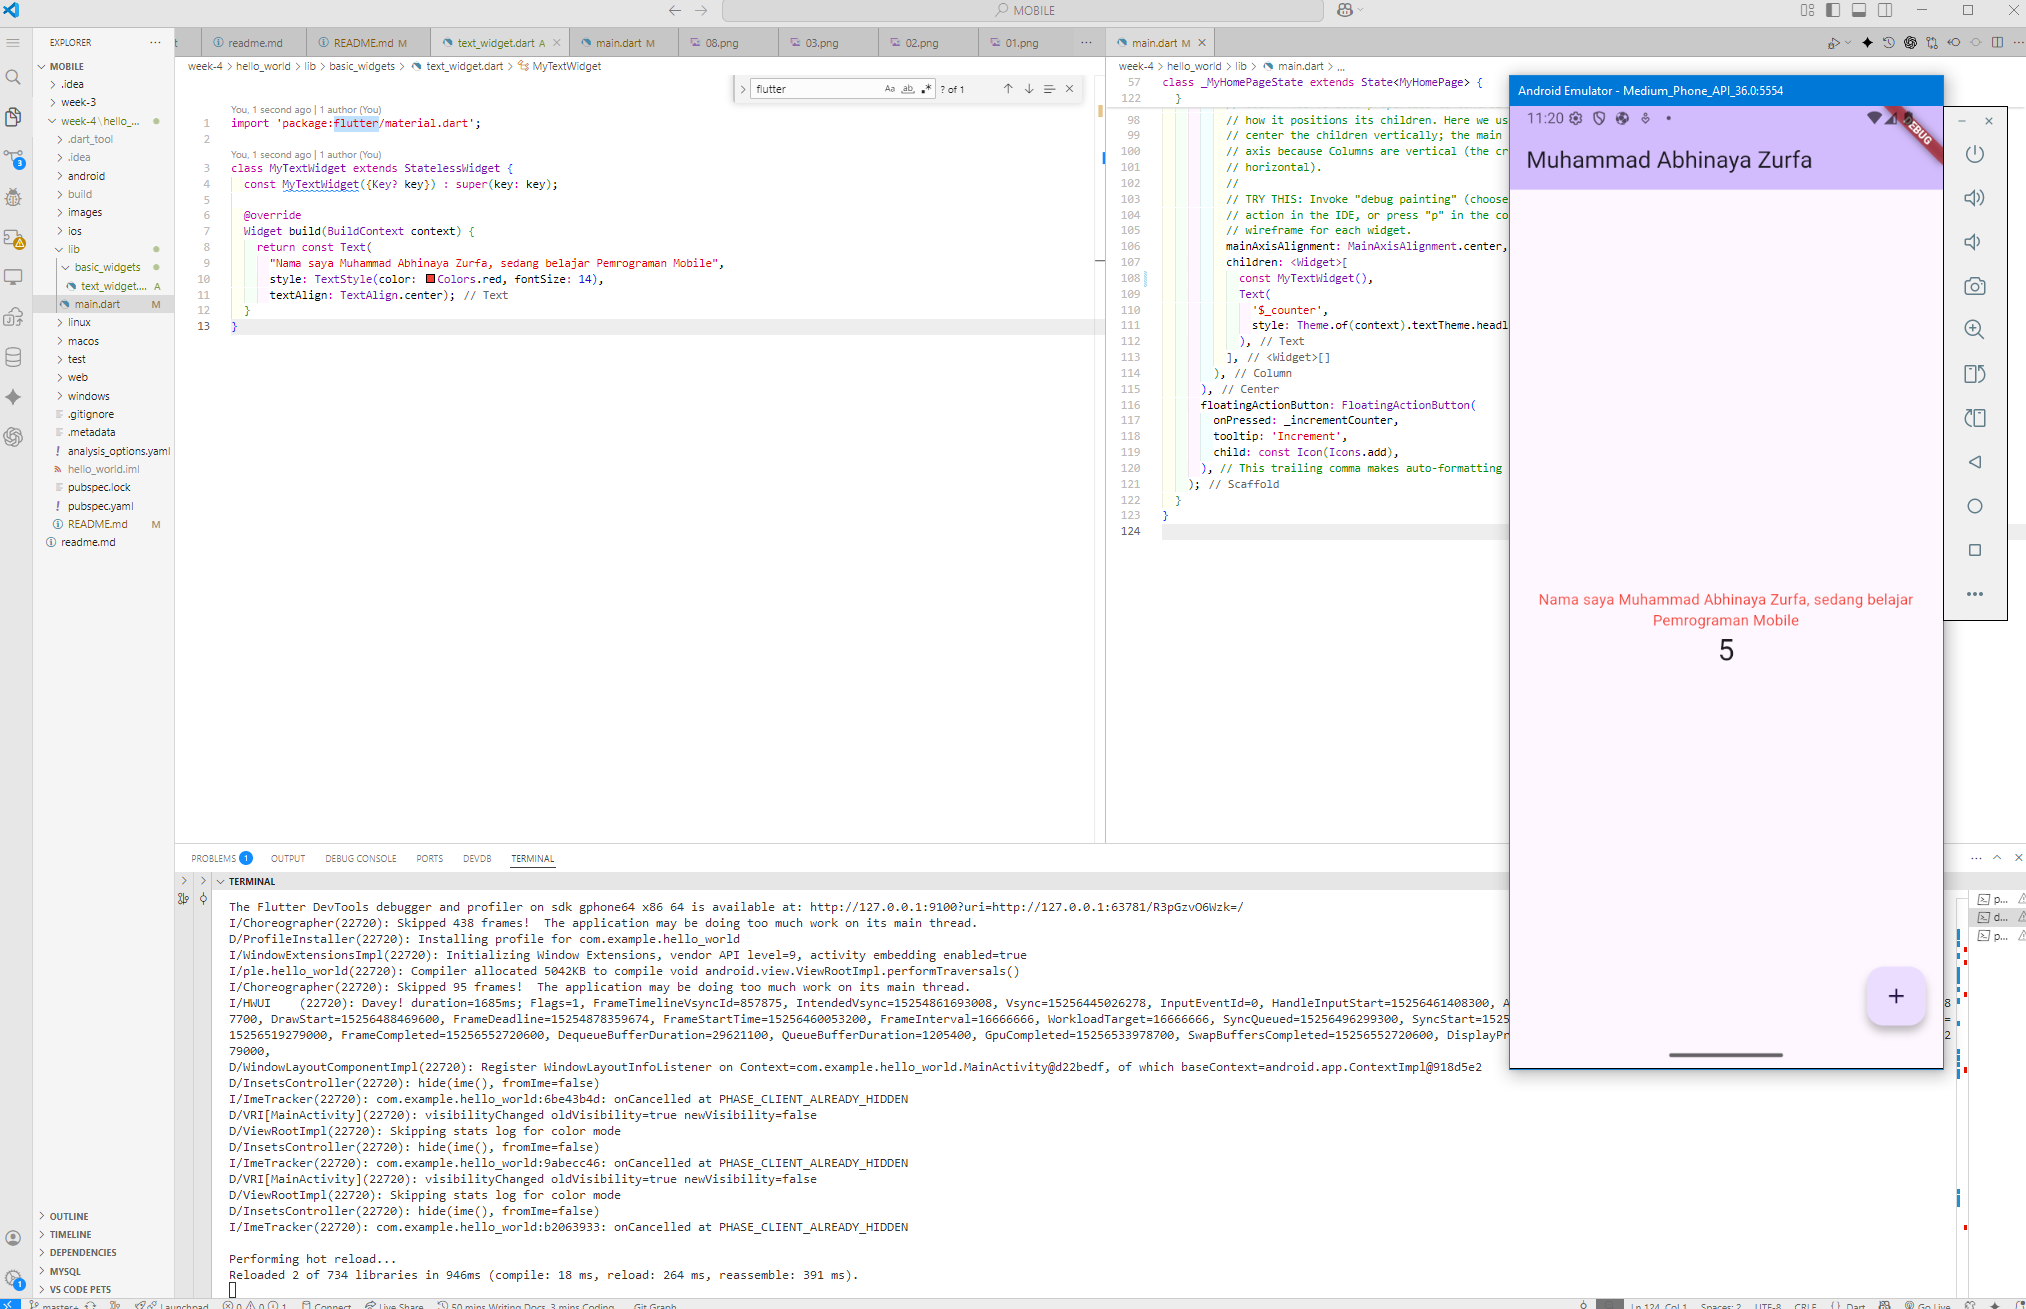 MOBILE
EXPLORER
MOBILE
.idea
week-3
week-4\hello_...
.dart_tool
.idea
android
build
images
ios
lib
basic_widgets
text_widget.... A
main.dart M
linux
macos
test
web
windows
.gitignore
.metadata
analysis_options.yaml
hello_world.iml
pubspec.lock
pubspec.yaml
README.md M
readme.md
OUTLINE
TIMELINE
DEPENDENCIES
MYSQL
VS CODE PETS
readme.md
README.md M
text_widget.dart A
main.dart M
08.png
03.png
02.png
01.png
week-4 > hello_world > lib > basic_widgets > text_widget.dart > MyTextWidget
flutter
Aa ab .*
? of 1
You, 1 second ago | 1 author (You)
1 import 'package:flutter/material.dart';
2
You, 1 second ago | 1 author (You)
3 class MyTextWidget extends StatelessWidget {
4 const MyTextWidget({Key? key}) : super(key: key);
5
6 @override
7 Widget build(BuildContext context) {
8 return const Text(
9 "Nama saya Muhammad Abhinaya Zurfa, sedang belajar Pemrograman Mobile",
10 style: TextStyle(color: Colors.red, fontSize: 14),
11 textAlign: TextAlign.center); // Text
12 }
13 }
main.dart M
week-4 > hello_world > lib > main.dart > ...
57 class _MyHomePageState extends State<MyHomePage> {
122 }
98 // how it positions its children. Here we us
99 // center the children vertically; the main
100 // axis because Columns are vertical (the cr
101 // horizontal).
102 //
103 // TRY THIS: Invoke "debug painting" (choose
104 // action in the IDE, or press "p" in the co
105 // wireframe for each widget.
106 mainAxisAlignment: MainAxisAlignment.center,
107 children: <Widget>[
108 const MyTextWidget(),
109 Text(
110 '$_counter',
111 style: Theme.of(context).textTheme.headl
112 ), // Text
113 ], // <Widget>[]
114 ), // Column
115 ), // Center
116 floatingActionButton: FloatingActionButton(
117 onPressed: _incrementCounter,
118 tooltip: 'Increment',
119 child: const Icon(Icons.add),
120 ), // This trailing comma makes auto-formatting
121 ); // Scaffold
122 }
123 }
124
Android Emulator - Medium_Phone_API_36.0:5554
11:20
DEBUG
Muhammad Abhinaya Zurfa
Nama saya Muhammad Abhinaya Zurfa, sedang belajar
Pemrograman Mobile
5
+
PROBLEMS 1 OUTPUT DEBUG CONSOLE PORTS DEVDB TERMINAL
TERMINAL
The Flutter DevTools debugger and profiler on sdk gphone64 x86 64 is available at: http://127.0.0.1:9100?uri=http://127.0.0.1:63781/R3pGzvO6Wzk=/
I/Choreographer(22720): Skipped 438 frames!  The application may be doing too much work on its main thread.
D/ProfileInstaller(22720): Installing profile for com.example.hello_world
I/WindowExtensionsImpl(22720): Initializing Window Extensions, vendor API level=9, activity embedding enabled=true
I/ple.hello_world(22720): Compiler allocated 5042KB to compile void android.view.ViewRootImpl.performTraversals()
I/Choreographer(22720): Skipped 95 frames!  The application may be doing too much work on its main thread.
I/HWUI    (22720): Davey! duration=1685ms; Flags=1, FrameTimelineVsyncId=857875, IntendedVsync=15254861693008, Vsync=15256445026278, InputEventId=0, HandleInputStart=15256461408300, A 8
7700, DrawStart=15256488469600, FrameDeadline=15254878359674, FrameStartTime=15256460053200, FrameInterval=16666666, WorkloadTarget=16666666, SyncQueued=15256496299300, SyncStart=1525 =
15256519279000, FrameCompleted=15256552720600, DequeueBufferDuration=29621100, QueueBufferDuration=1205400, GpuCompleted=15256533978700, SwapBuffersCompleted=15256552720600, DisplayPr 2
79000,
D/WindowLayoutComponentImpl(22720): Register WindowLayoutInfoListener on Context=com.example.hello_world.MainActivity@d22bedf, of which baseContext=android.app.ContextImpl@918d5e2
D/InsetsController(22720): hide(ime(), fromIme=false)
I/ImeTracker(22720): com.example.hello_world:6be43b4d: onCancelled at PHASE_CLIENT_ALREADY_HIDDEN
D/VRI[MainActivity](22720): visibilityChanged oldVisibility=true newVisibility=false
D/ViewRootImpl(22720): Skipping stats log for color mode
D/InsetsController(22720): hide(ime(), fromIme=false)
I/ImeTracker(22720): com.example.hello_world:9abecc46: onCancelled at PHASE_CLIENT_ALREADY_HIDDEN
D/VRI[MainActivity](22720): visibilityChanged oldVisibility=true newVisibility=false
D/ViewRootImpl(22720): Skipping stats log for color mode
D/InsetsController(22720): hide(ime(), fromIme=false)
I/ImeTracker(22720): com.example.hello_world:b2063933: onCancelled at PHASE_CLIENT_ALREADY_HIDDEN
Performing hot reload...
Reloaded 2 of 734 libraries in 946ms (compile: 18 ms, reload: 264 ms, reassemble: 391 ms).
p...
d...
p...
master+ Launchpad 0 0 1 Connect Live Share 50 mins Writing Docs, 3 mins Coding Git Graph Ln 124, Col 1 Spaces: 2 UTF-8 CRLF {} Dart Go Live